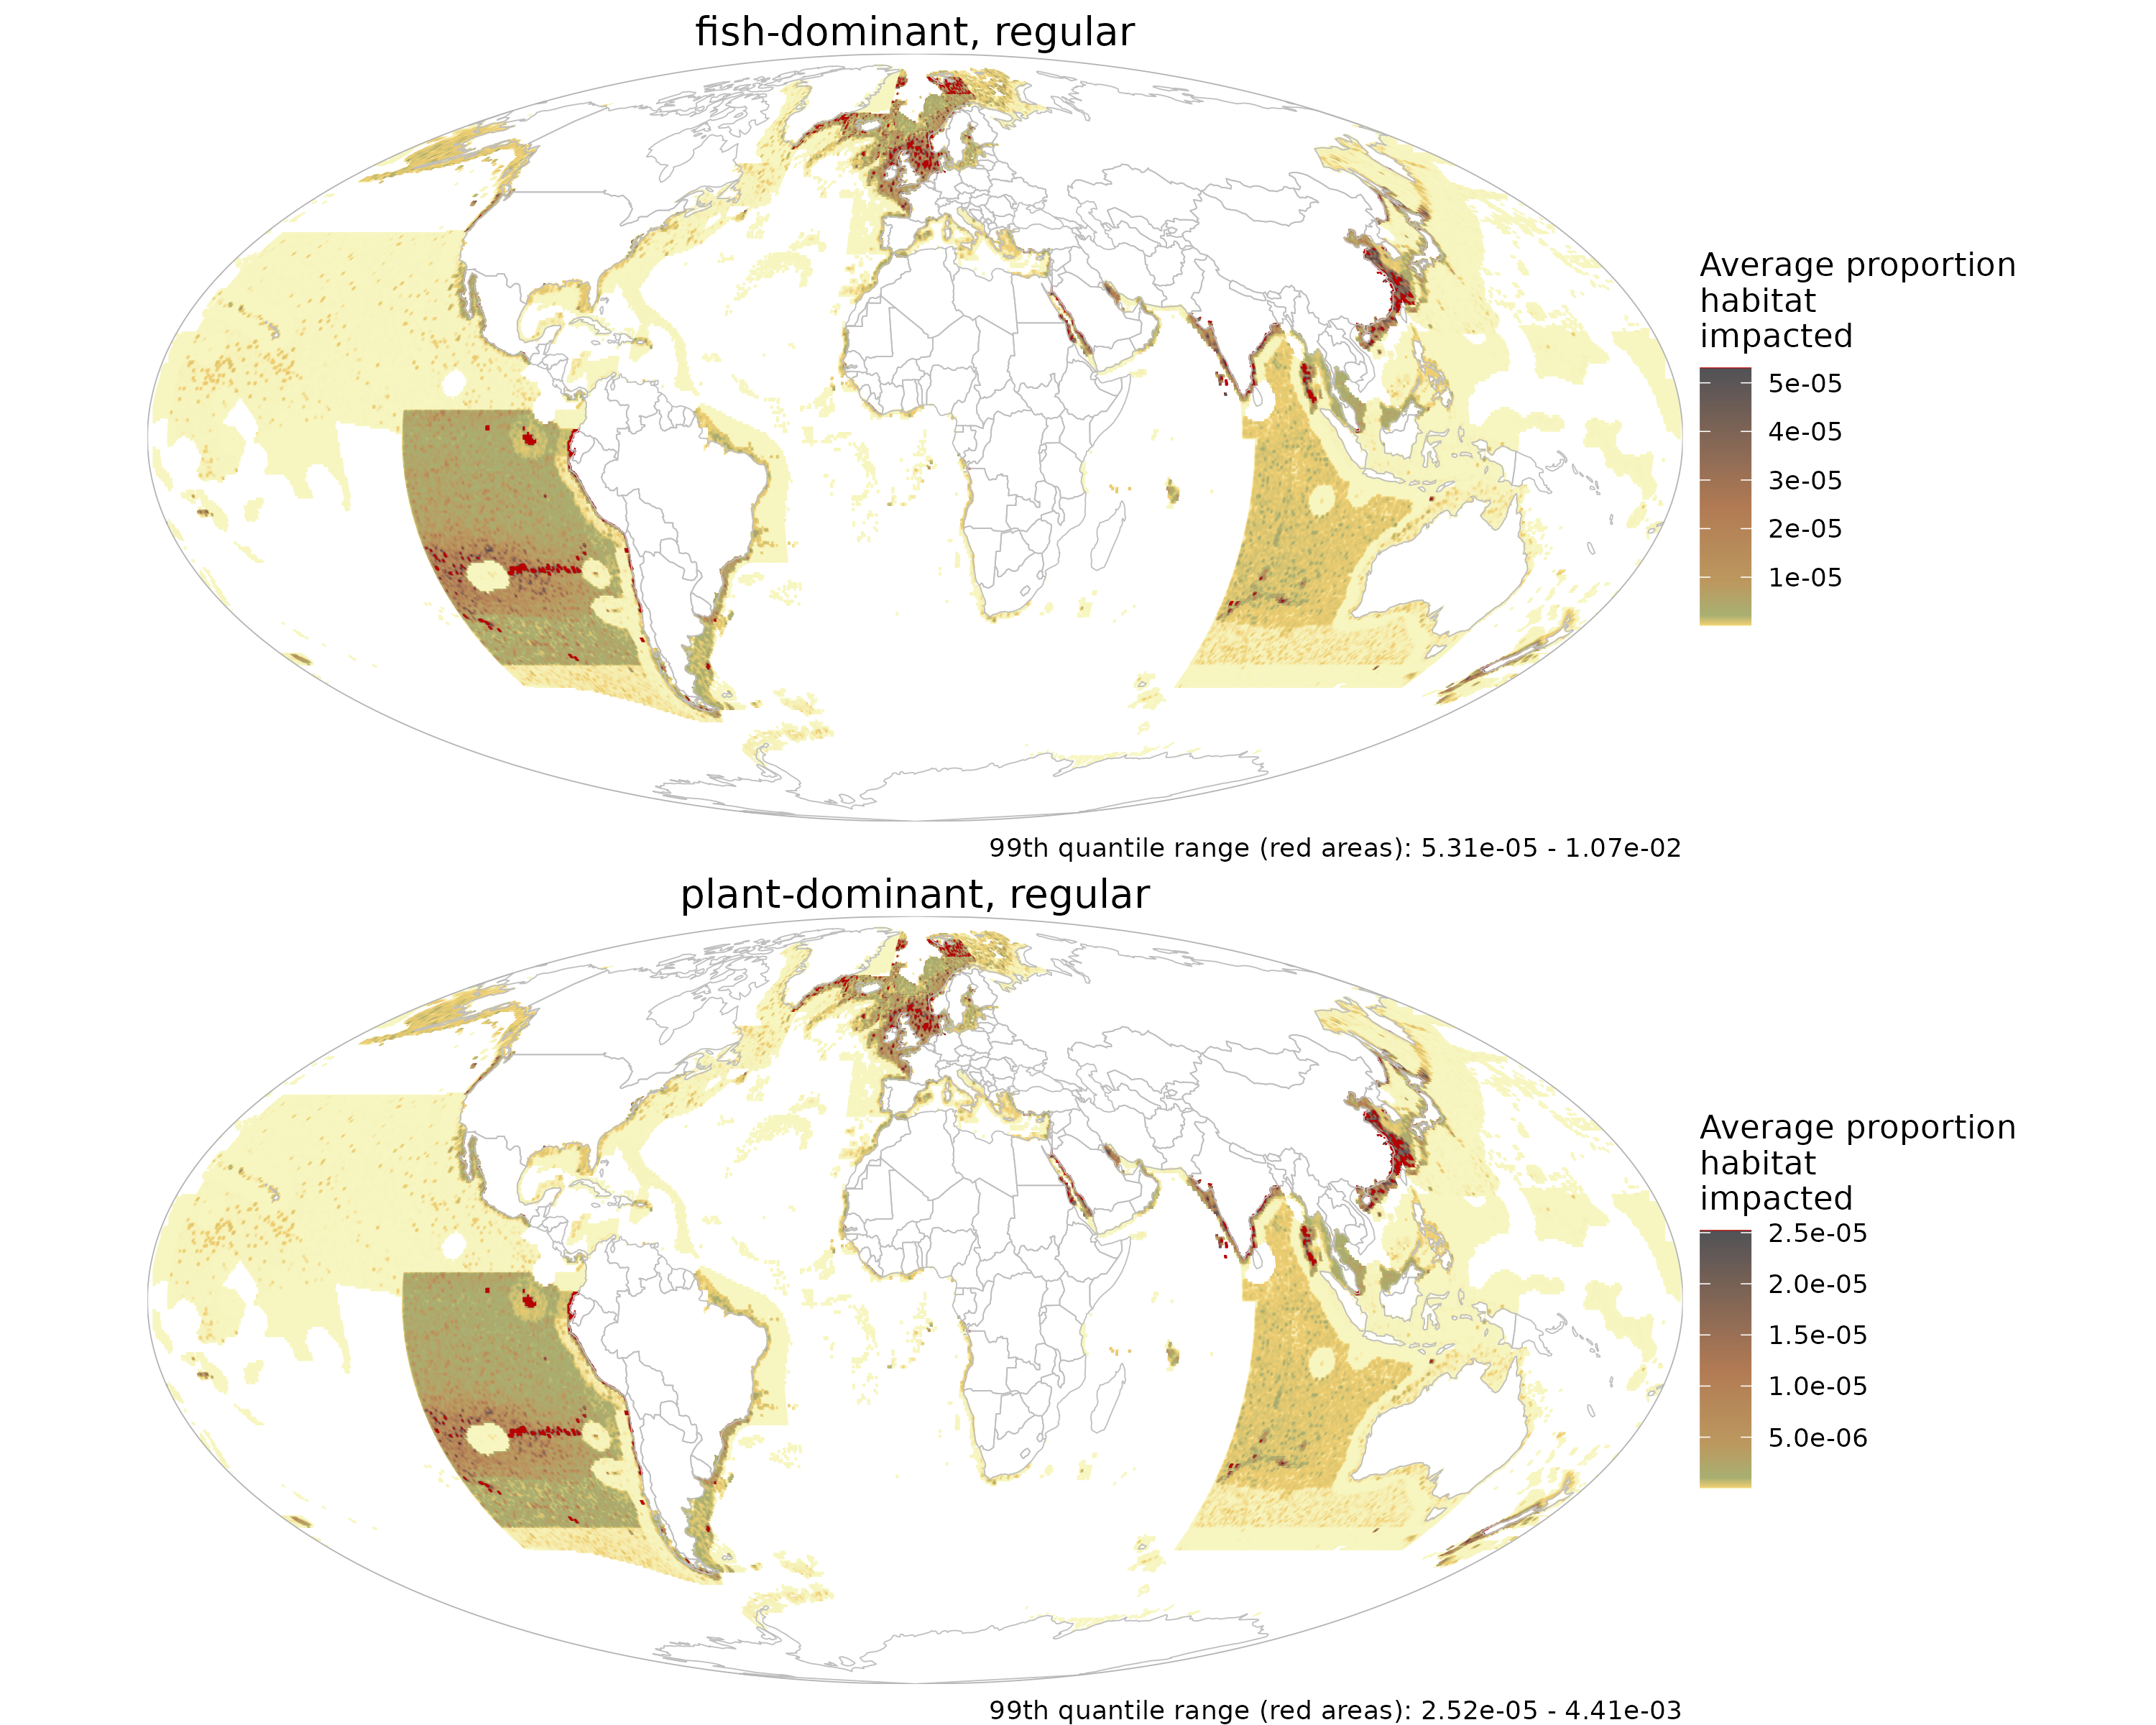 fish-dominant, regular
Average proportion
habitat
impacted
5e-05
4e-05
3e-05
2e-05
1e-05
99th quantile range (red areas): 5.31e-05 - 1.07e-02
plant-dominant, regular
Average proportion
habitat
impacted
2.5e-05
2.0e-05
1.5e-05
1.0e-05
5.0e-06
99th quantile range (red areas): 2.52e-05 - 4.41e-03